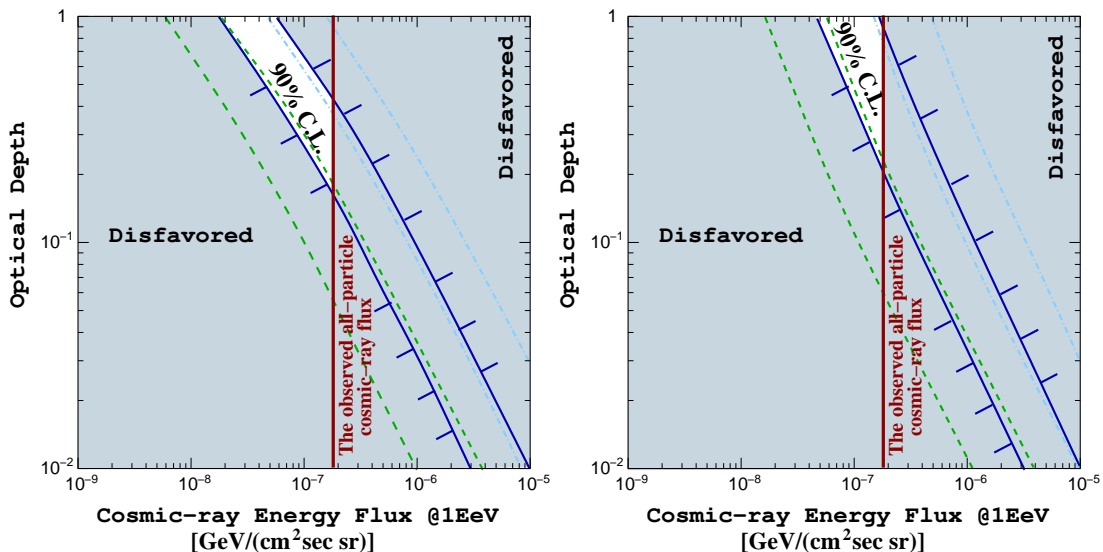 1
10⁻¹
10⁻²
Optical Depth
90% C.L.
Disfavored
Disfavored
The observed all-particle
cosmic-ray flux
10⁻⁹ 10⁻⁸ 10⁻⁷ 10⁻⁶ 10⁻⁵
Cosmic-ray Energy Flux @1EeV
[GeV/(cm²sec sr)]
1
10⁻¹
10⁻²
Optical Depth
90% C.L.
Disfavored
Disfavored
The observed all-particle
cosmic-ray flux
10⁻⁹ 10⁻⁸ 10⁻⁷ 10⁻⁶ 10⁻⁵
Cosmic-ray Energy Flux @1EeV
[GeV/(cm²sec sr)]